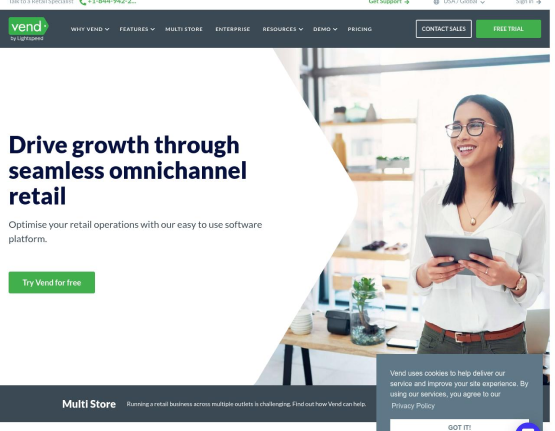 Talk to a Retail Specialist
Get Support → USA / Global Sign in →
vend
by Lightspeed
WHY VEND FEATURES MULTI STORE ENTERPRISE RESOURCES DEMO PRICING
CONTACT SALES FREE TRIAL
Drive growth through
seamless omnichannel
retail
Optimise your retail operations with our easy to use software
platform.
Try Vend for free
Vend uses cookies to help deliver our
service and improve your site experience. By
using our services, you agree to our
Privacy Policy
GOT IT!
Multi Store Running a retail business across multiple outlets is challenging. Find out how Vend can help.